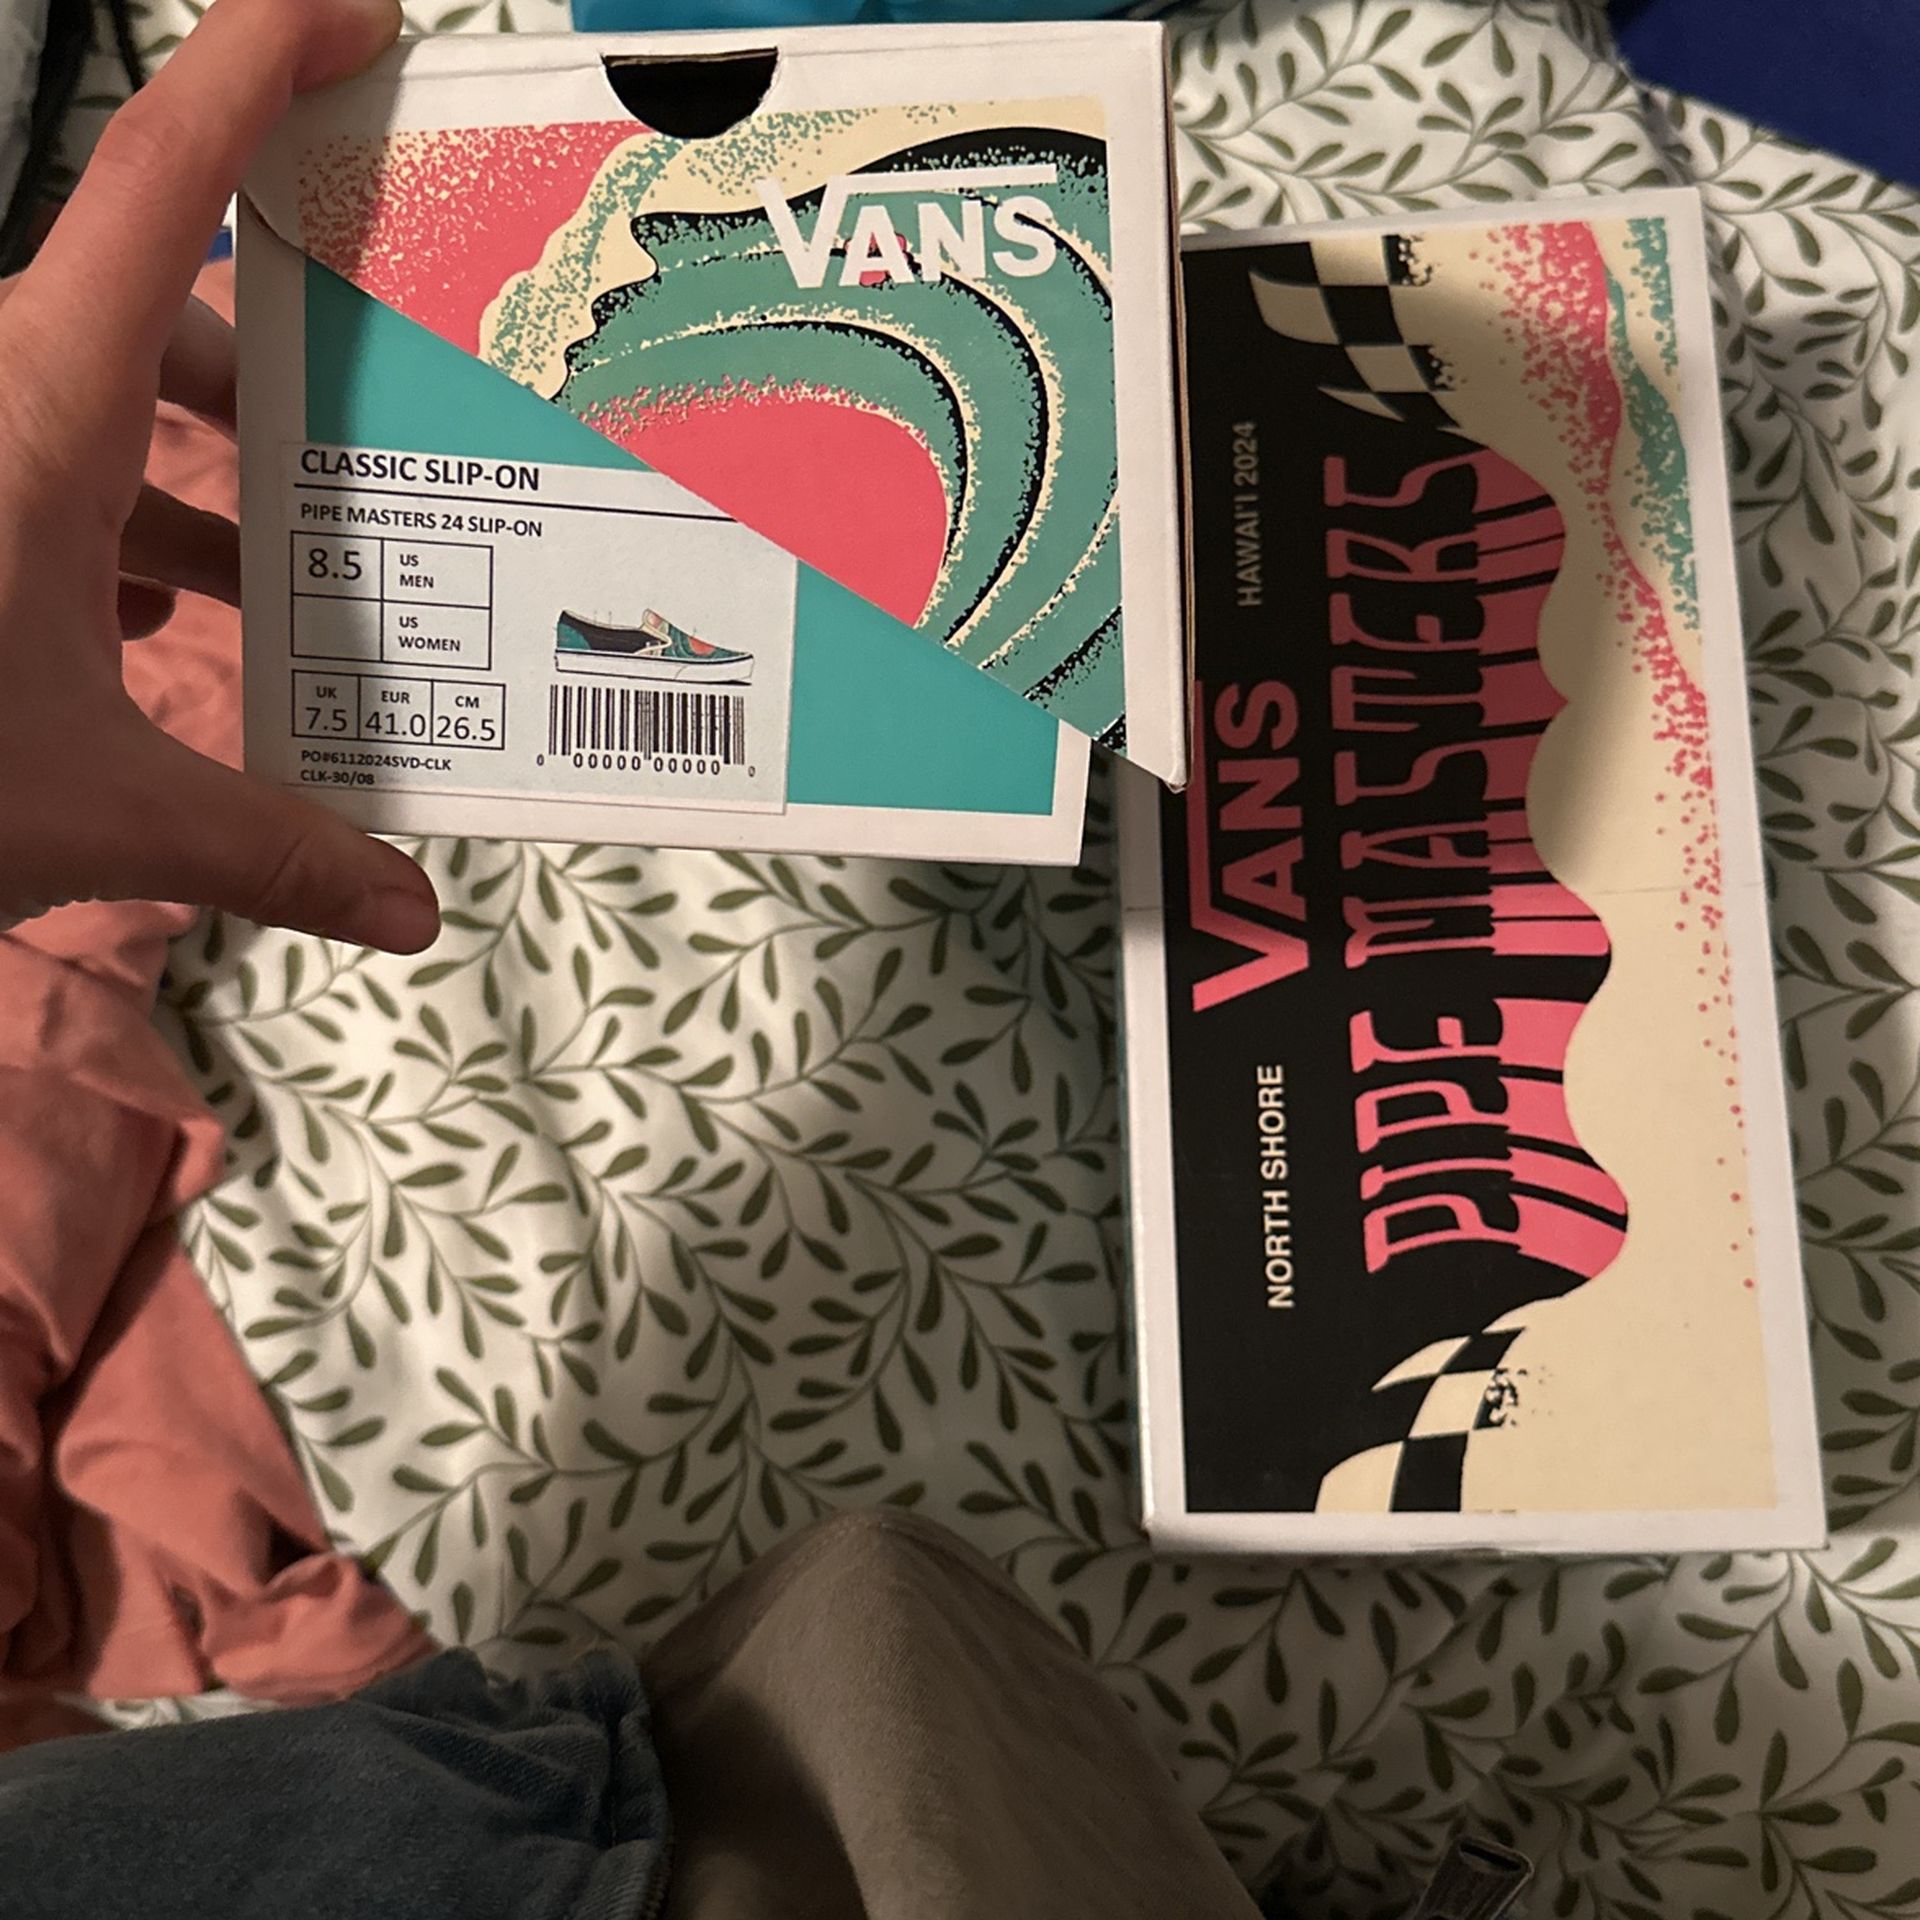 VANS
CLASSIC SLIP-ON
PIPE MASTERS 24 SLIP-ON
8.5 US MEN
US WOMEN
UK EUR CM
7.5 41.0 26.5
PO#6112024SVD-CLK
CLK-30/08
0 00000 00000 0
NORTH SHORE HAWAI'I 2024
VANS
PIPE MASTERS